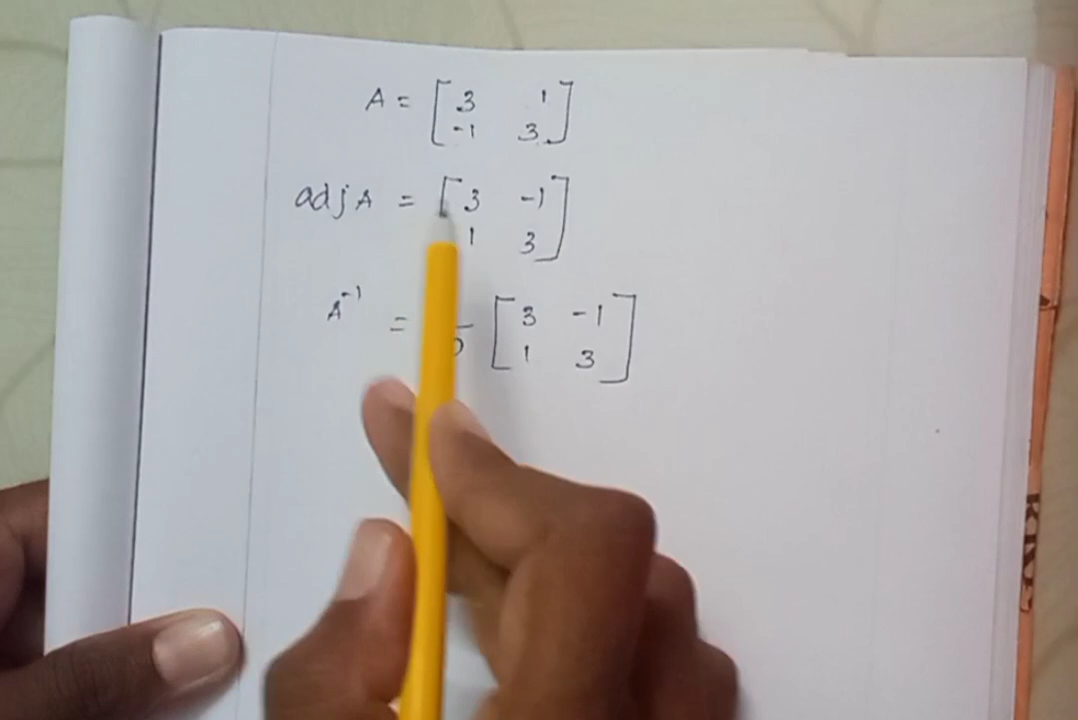 A = [ 3 1
-1 3 ]
adj A = [ 3 -1
1 3 ]
A⁻¹ = [ 3 -1
1 3 ]